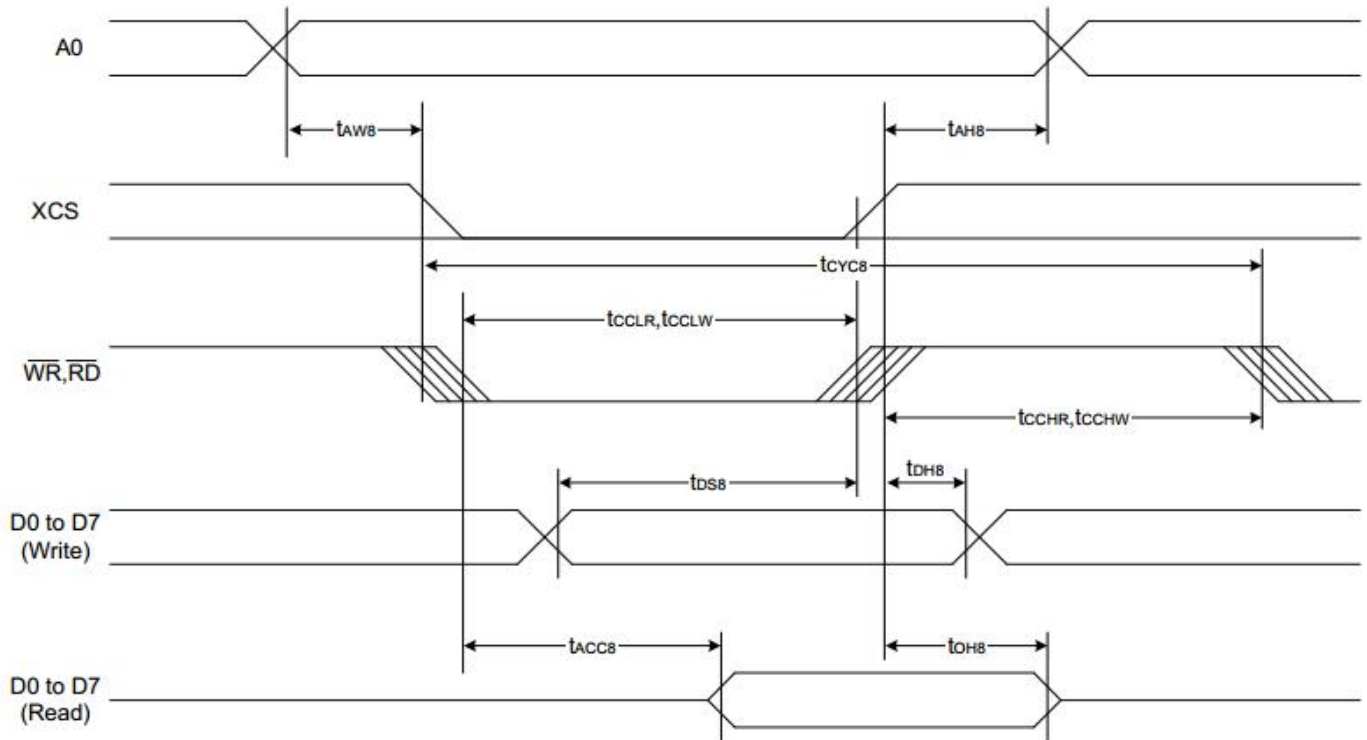 A0
tAW8
tAH8
XCS
tCYC8
tCCLR,tCCLW
WR,RD
tCCHR,tCCHW
tDS8
tDH8
D0 to D7
(Write)
tACC8
tOH8
D0 to D7
(Read)